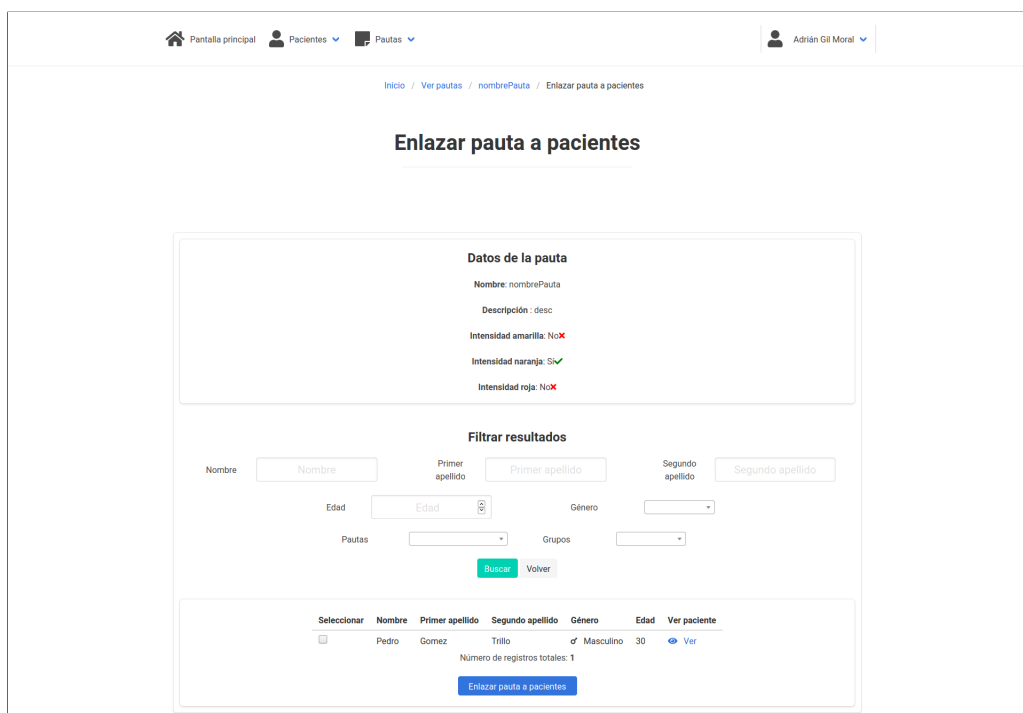 Pantalla principal Pacientes Pautas Adrián Gil Moral
Inicio / Ver pautas / nombrePauta / Enlazar pauta a pacientes
Enlazar pauta a pacientes
Datos de la pauta
Nombre: nombrePauta
Descripción : desc
Intensidad amarilla: No
Intensidad naranja: Si
Intensidad roja: No
Filtrar resultados
Nombre Nombre Primer apellido Primer apellido Segundo apellido Segundo apellido
Edad Edad Género
Pautas Grupos
Buscar Volver
Seleccionar Nombre Primer apellido Segundo apellido Género Edad Ver paciente
Pedro Gomez Trillo Masculino 30 Ver
Número de registros totales: 1
Enlazar pauta a pacientes